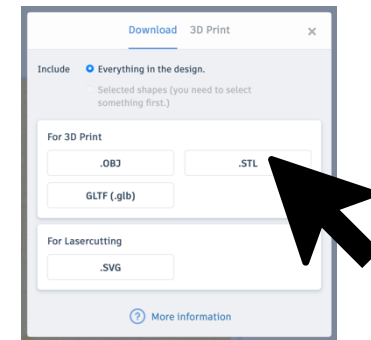 Download 3D Print ×
Include Everything in the design.
Selected shapes (you need to select
something first.)
For 3D Print
.OBJ .STL
GLTF (.glb)
For Lasercutting
.SVG
? More information